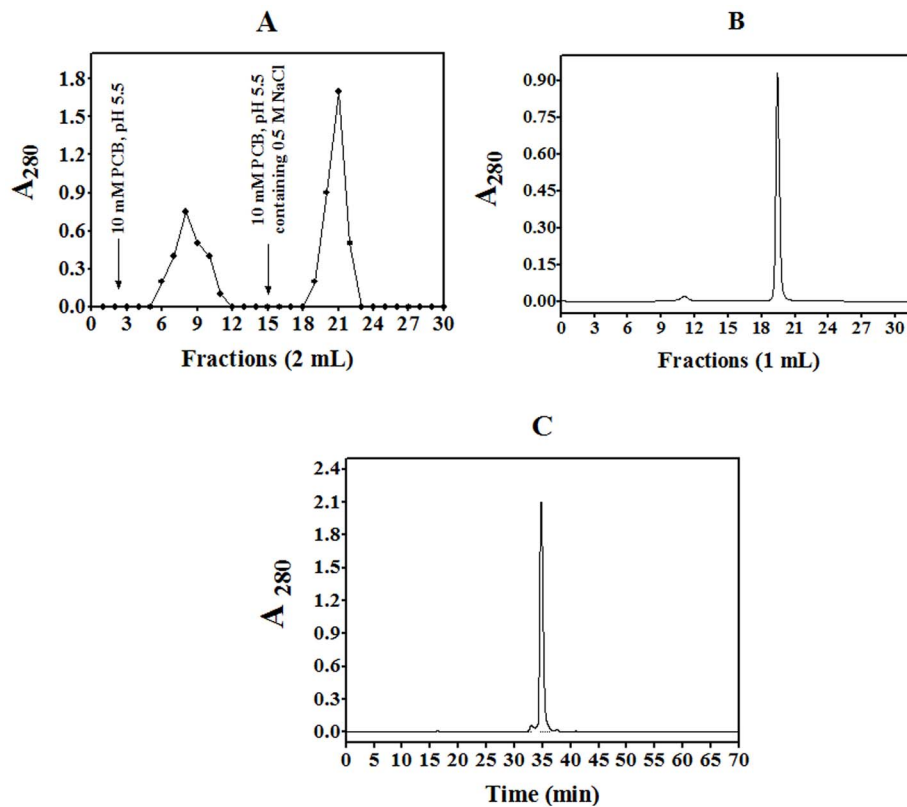 A
A280
1.8
1.5
1.2
0.9
0.6
0.3
0.0
10 mM PCB, pH 5.5
10 mM PCB, pH 5.5
containing 0.5 M NaCl
0 3 6 9 12 15 18 21 24 27 30
Fractions (2 mL)
B
A280
0.90
0.75
0.60
0.45
0.30
0.15
0.00
0 3 6 9 12 15 18 21 24 27 30
Fractions (1 mL)
C
A 280
2.4
2.1
1.8
1.5
1.2
0.9
0.6
0.3
0.0
0 5 10 15 20 25 30 35 40 45 50 55 60 65 70
Time (min)